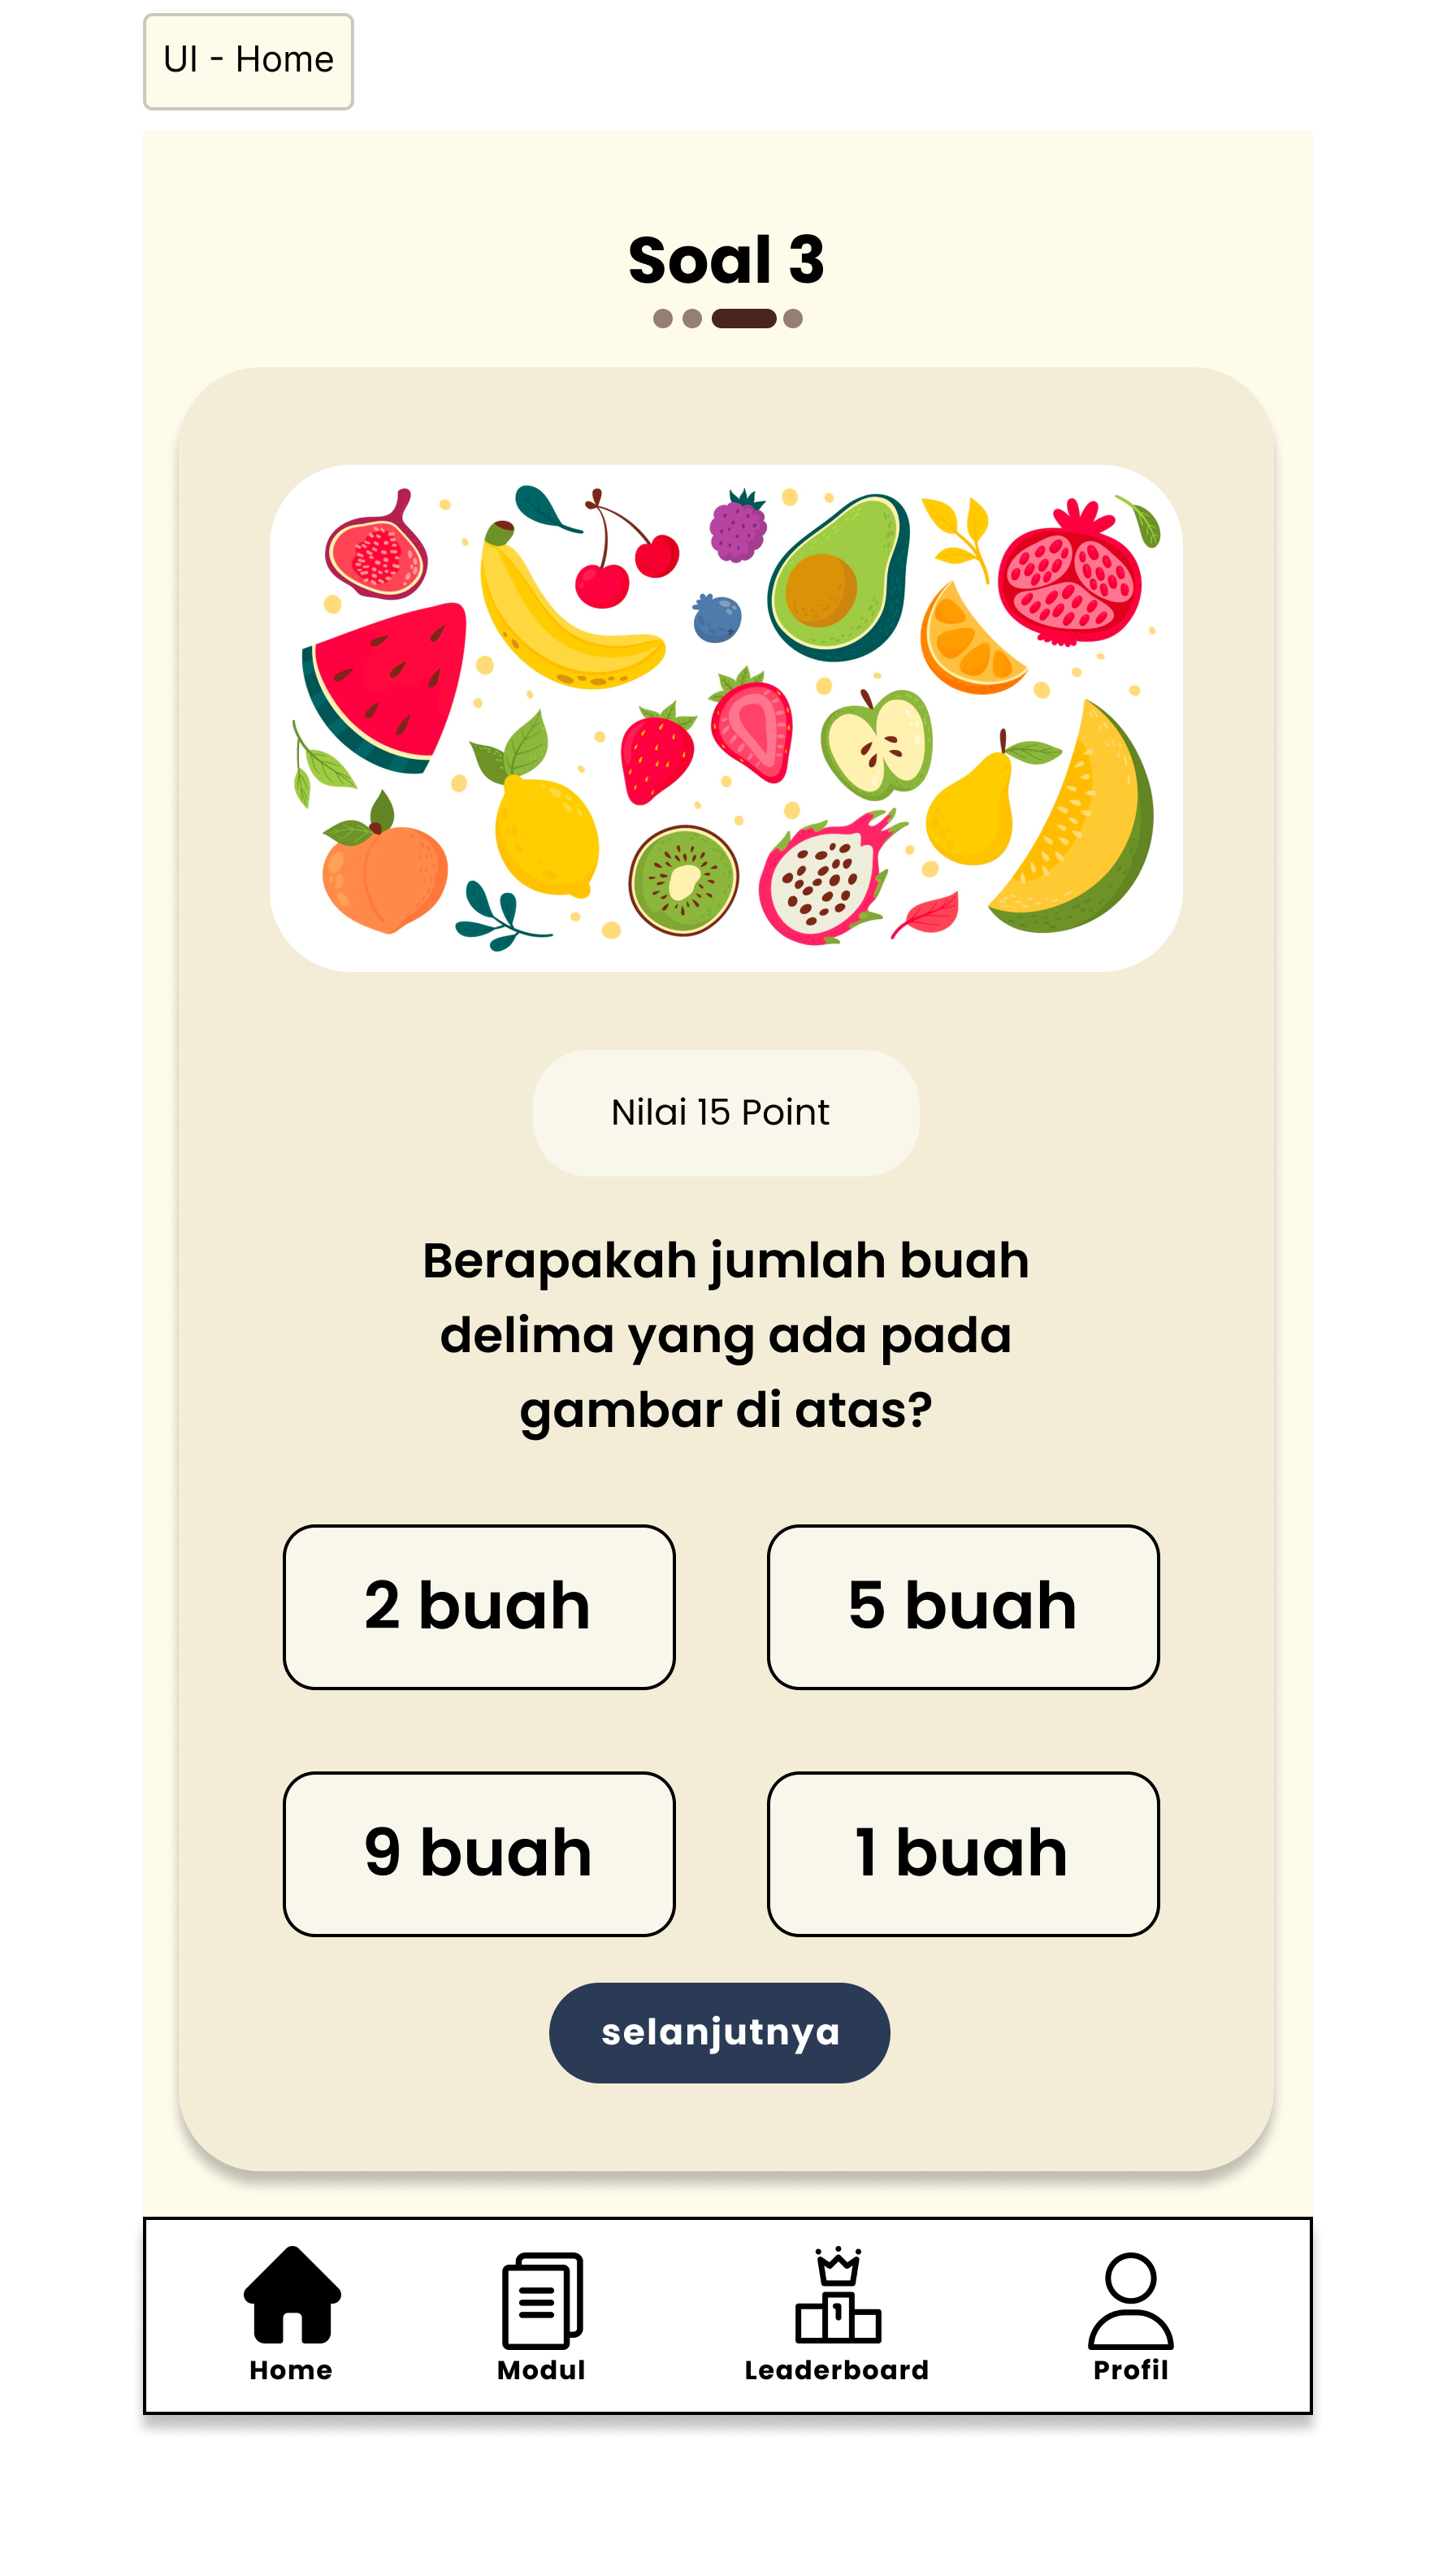 UI - Home
Soal 3
Nilai 15 Point
Berapakah jumlah buah
delima yang ada pada
gambar di atas?
2 buah
5 buah
9 buah
1 buah
selanjutnya
1
Home
Modul
Leaderboard
Profil